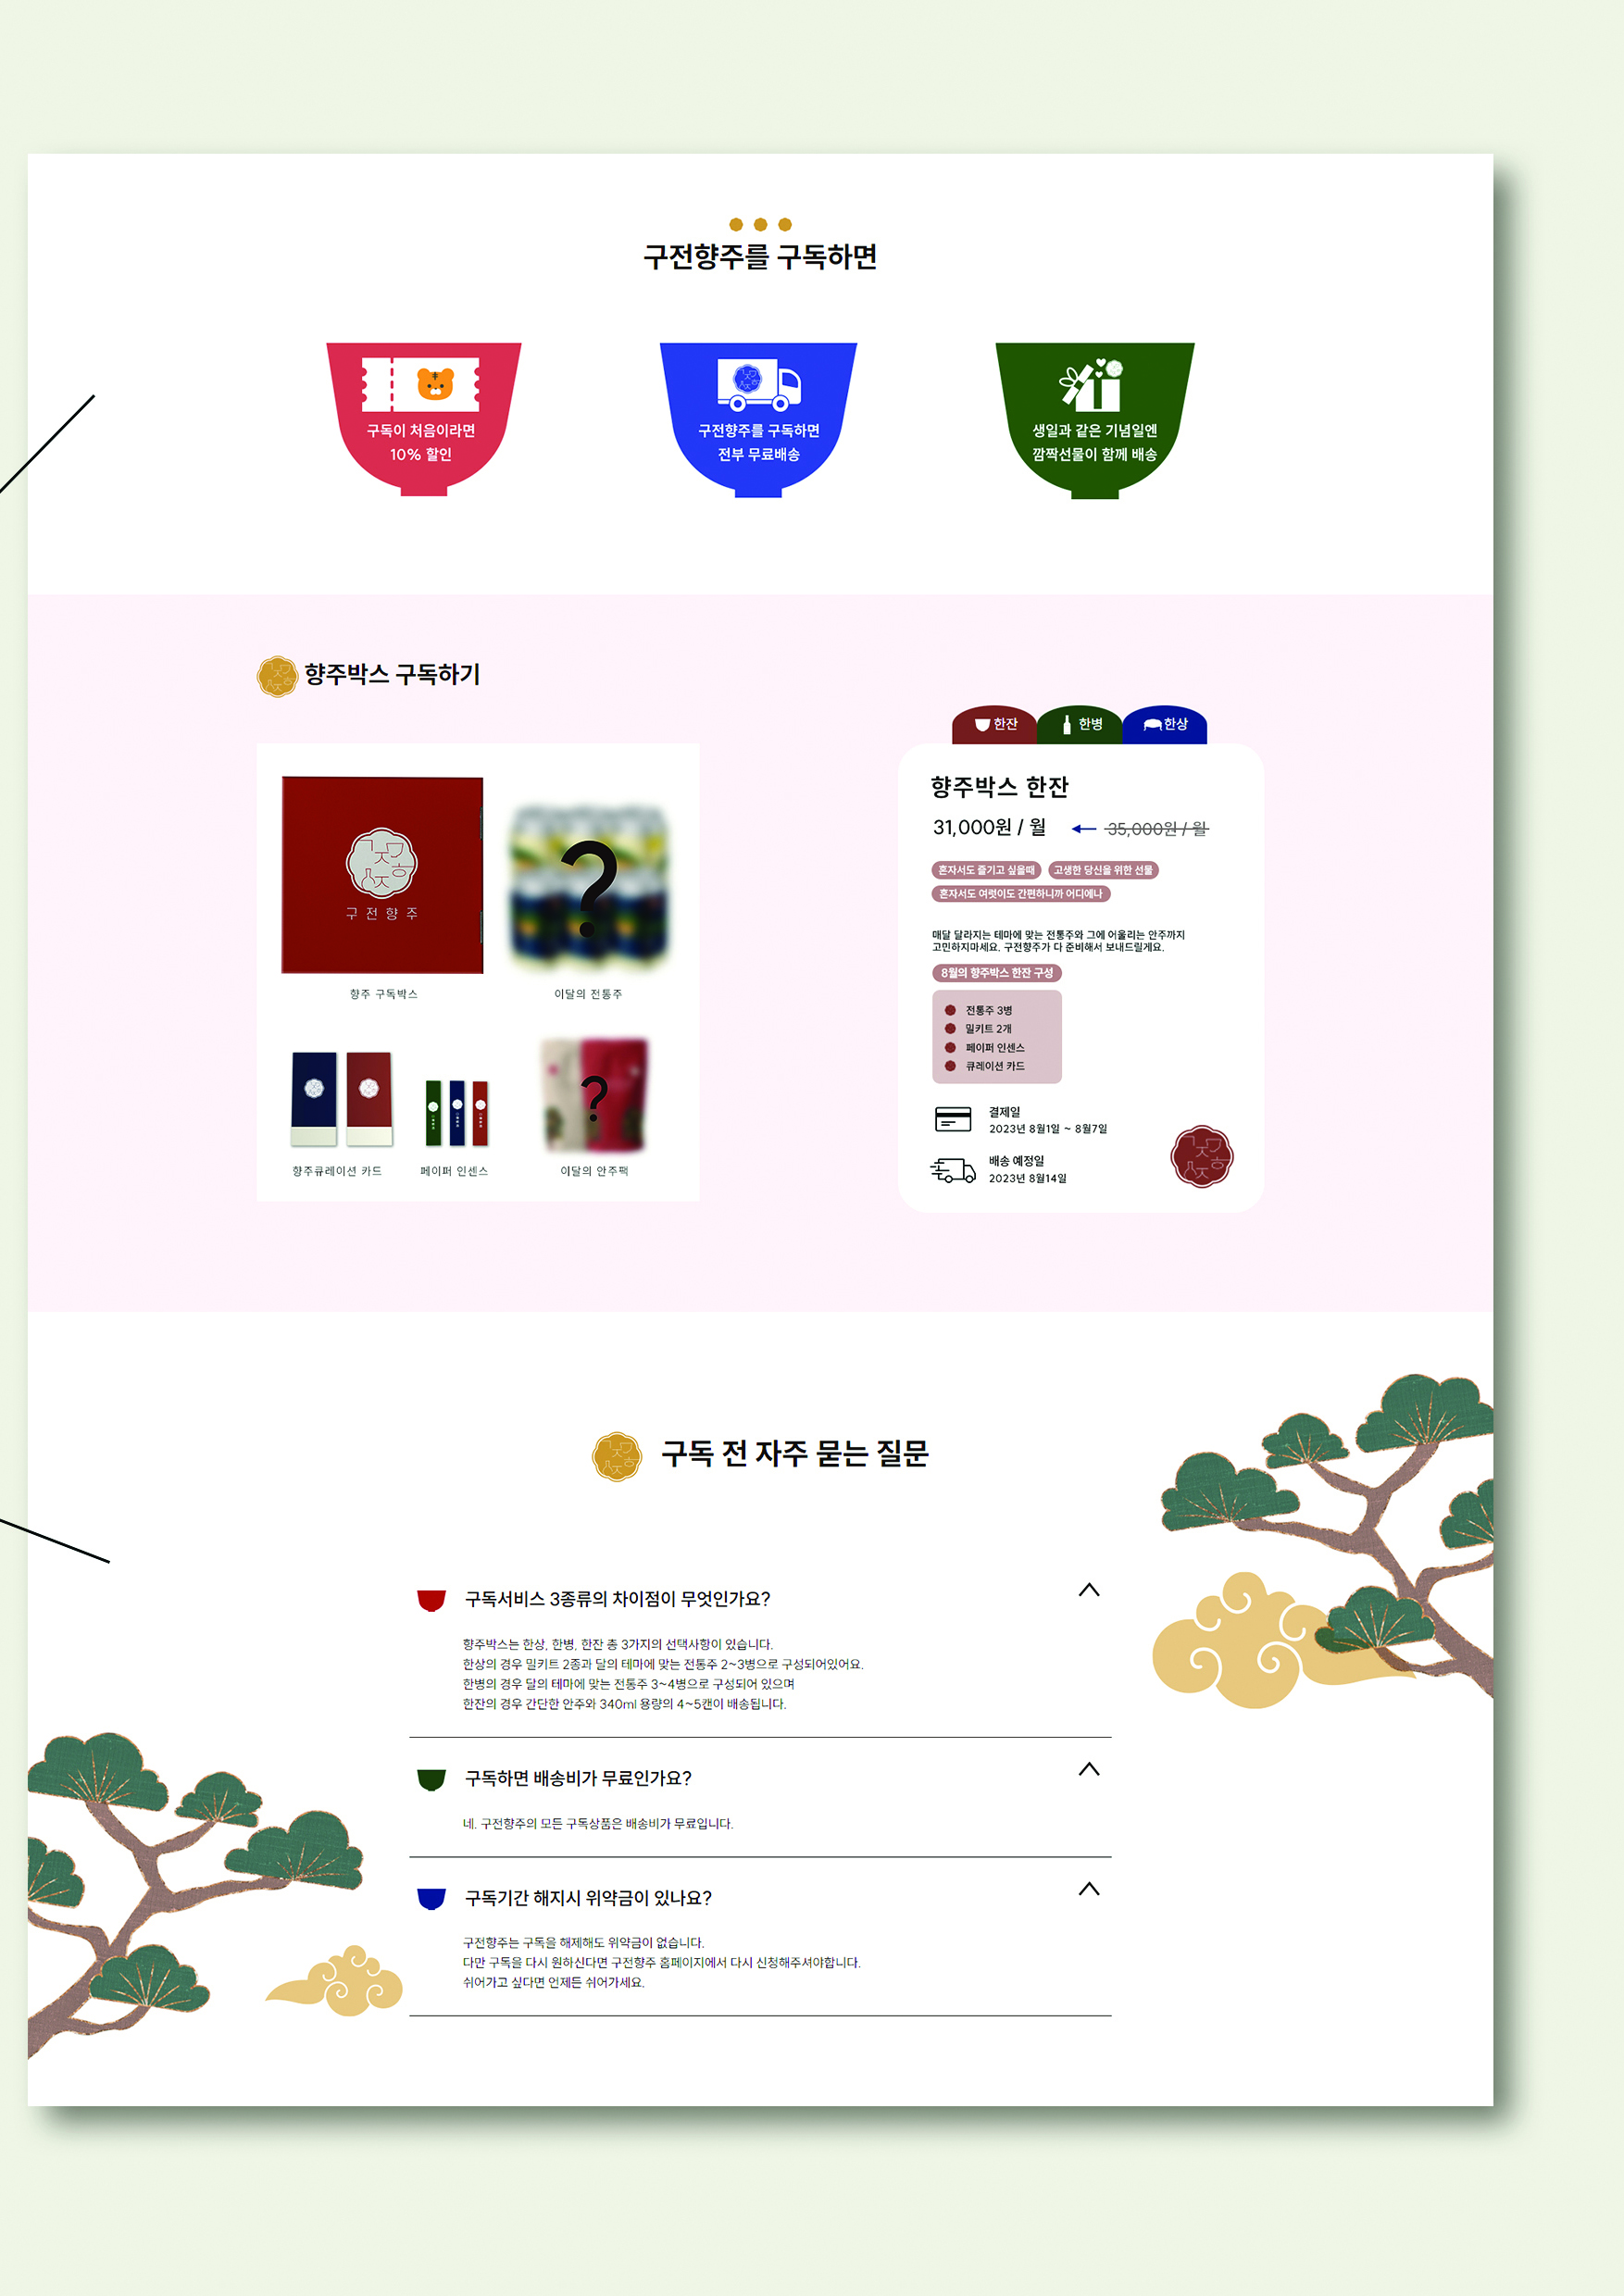 구전향주를 구독하면
구독이 처음이라면
10% 할인
구전향주를 구독하면
전부 무료배송
생일과 같은 기념일엔
깜짝선물이 함께 배송
향주박스 구독하기
구전향주
향주 구독박스
?
이달의 전통주
향주큐레이션 카드
페이퍼 인센스
?
이달의 안주팩
한잔
한병
한상
향주박스 한잔
31,000원 / 월 35,000원 / 월
혼자서도 즐기고 싶을때 고생한 당신을 위한 선물
혼자서도 여럿이도 간편하니까 어디에나
매달 달라지는 테마에 맞는 전통주와 그에 어울리는 안주까지
고민하지마세요. 구전향주가 다 준비해서 보내드릴게요.
8월의 향주박스 한잔 구성
전통주 3병
밀키트 2개
페이퍼 인센스
큐레이션 카드
결제일
2023년 8월1일 ~ 8월7일
배송 예정일
2023년 8월14일
구독 전 자주 묻는 질문
구독서비스 3종류의 차이점이 무엇인가요?
향주박스는 한상, 한병, 한잔 총 3가지의 선택사항이 있습니다.
한상의 경우 밀키트 2종과 달의 테마에 맞는 전통주 2~3병으로 구성되어있어요.
한병의 경우 달의 테마에 맞는 전통주 3~4병으로 구성되어 있으며
한잔의 경우 간단한 안주와 340ml 용량의 4~5캔이 배송됩니다.
구독하면 배송비가 무료인가요?
네. 구전향주의 모든 구독상품은 배송비가 무료입니다.
구독기간 해지시 위약금이 있나요?
구전향주는 구독을 해제해도 위약금이 없습니다.
다만 구독을 다시 원하신다면 구전향주 홈페이지에서 다시 신청해주셔야합니다.
쉬어가고 싶다면 언제든 쉬어가세요.